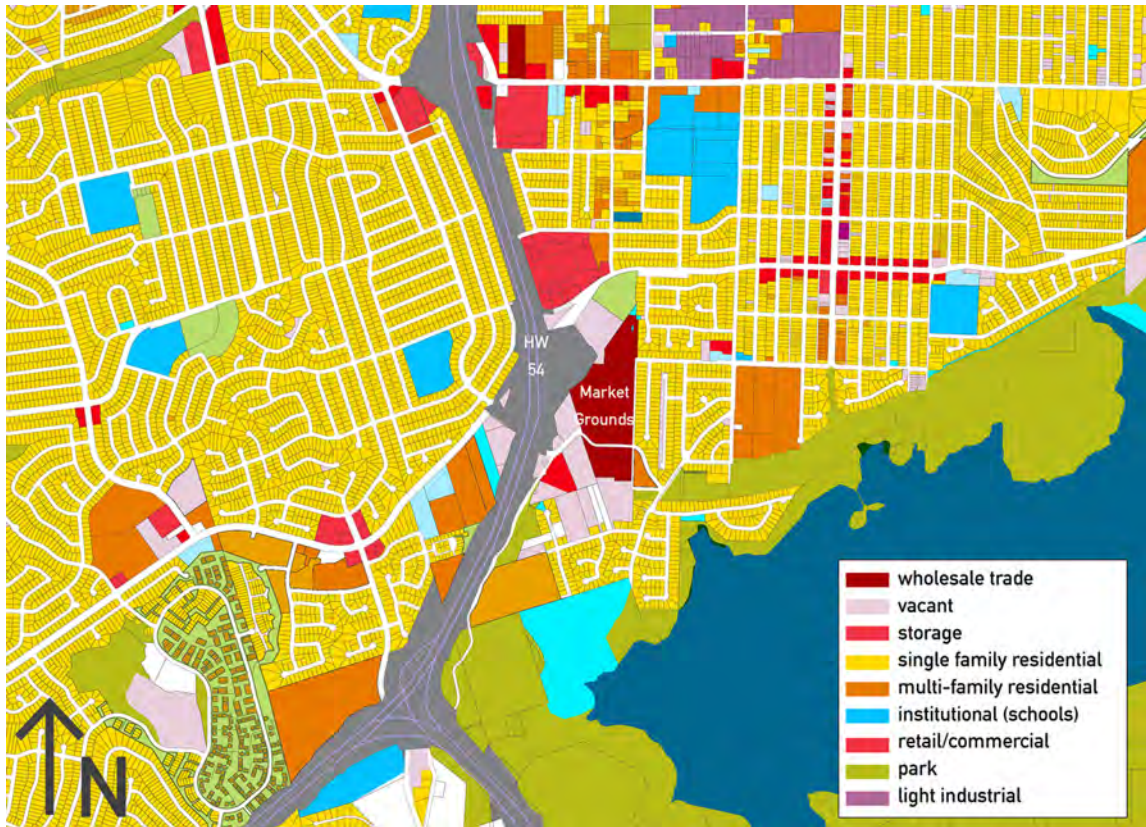 HW
54
Market
Grounds
wholesale trade
vacant
storage
single family residential
multi-family residential
institutional (schools)
retail/commercial
park
light industrial
N